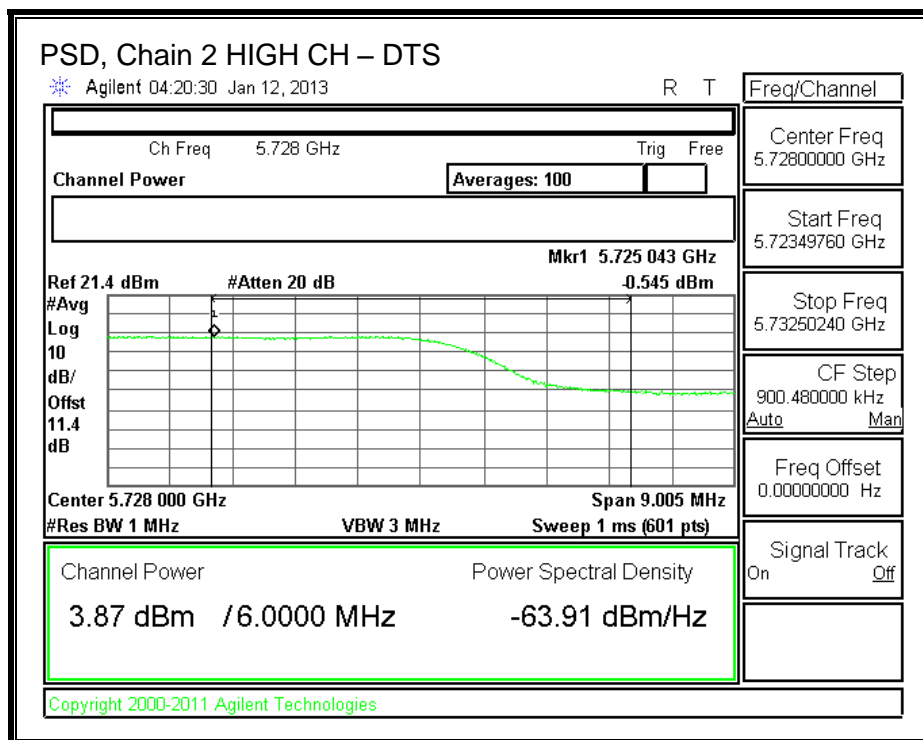 PSD, Chain 2 HIGH CH – DTS
Agilent 04:20:30 Jan 12, 2013 R T
Freq/Channel
Ch Freq 5.728 GHz Trig Free
Channel Power Averages: 100
Mkr1 5.725 043 GHz
Ref 21.4 dBm #Atten 20 dB -0.545 dBm
#Avg
Log
10
dB/
Offst
11.4
dB
1
Center 5.728 000 GHz Span 9.005 MHz
#Res BW 1 MHz VBW 3 MHz Sweep 1 ms (601 pts)
Channel Power Power Spectral Density
3.87 dBm / 6.0000 MHz -63.91 dBm/Hz
Center Freq
5.72800000 GHz
Start Freq
5.72349760 GHz
Stop Freq
5.73250240 GHz
CF Step
900.480000 kHz
Auto Man
Freq Offset
0.00000000 Hz
Signal Track
On Off
Copyright 2000-2011 Agilent Technologies